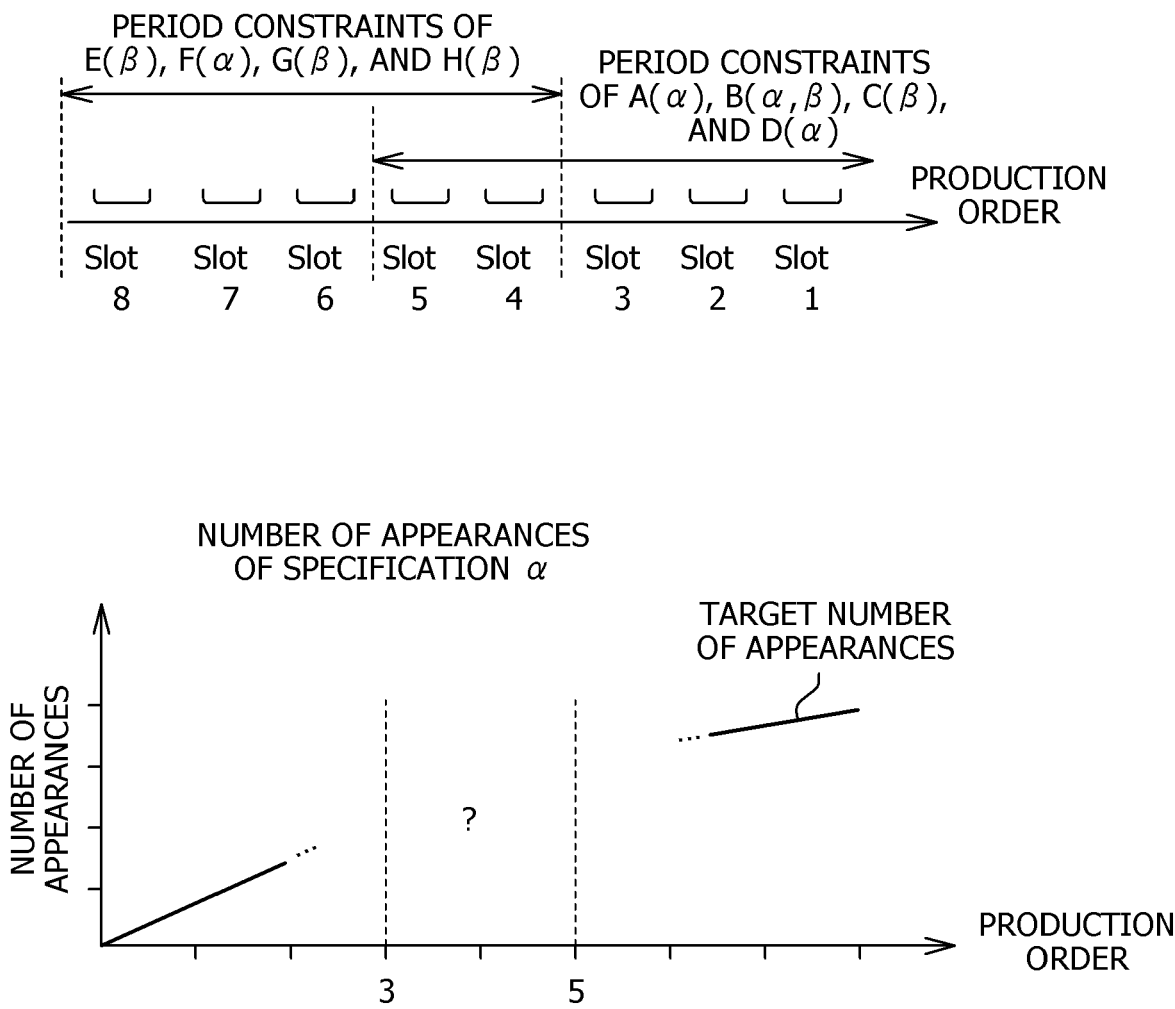 PERIOD CONSTRAINTS OF
E(β), F(α), G(β), AND H(β)
PERIOD CONSTRAINTS
OF A(α), B(α,β), C(β),
AND D(α)
PRODUCTION
ORDER
Slot Slot Slot Slot Slot Slot Slot Slot
8 7 6 5 4 3 2 1
NUMBER OF APPEARANCES
OF SPECIFICATION α
TARGET NUMBER
OF APPEARANCES
NUMBER OF
APPEARANCES
?
PRODUCTION
ORDER
3 5